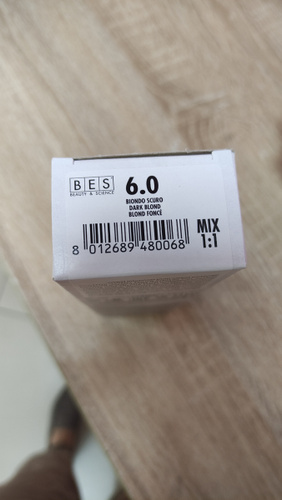 BES
BEAUTY & SCIENCE
6.0
BIONDO SCURO
DARK BLOND
BLOND FONCÉ
MIX
1:1
8 012689 480068